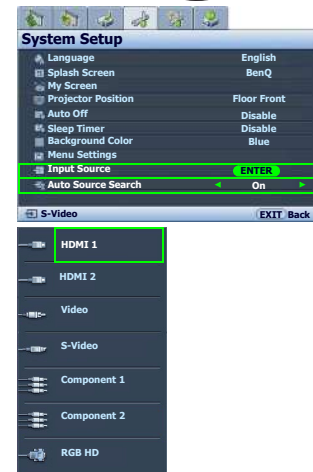 System Setup
Language English
Splash Screen BenQ
My Screen
Projector Position Floor Front
Auto Off Disable
Sleep Timer Disable
Background Color Blue
Menu Settings
Input Source ENTER
Auto Source Search On
S-Video EXIT Back
HDMI 1
HDMI 2
Video
S-Video
Component 1
Component 2
RGB HD